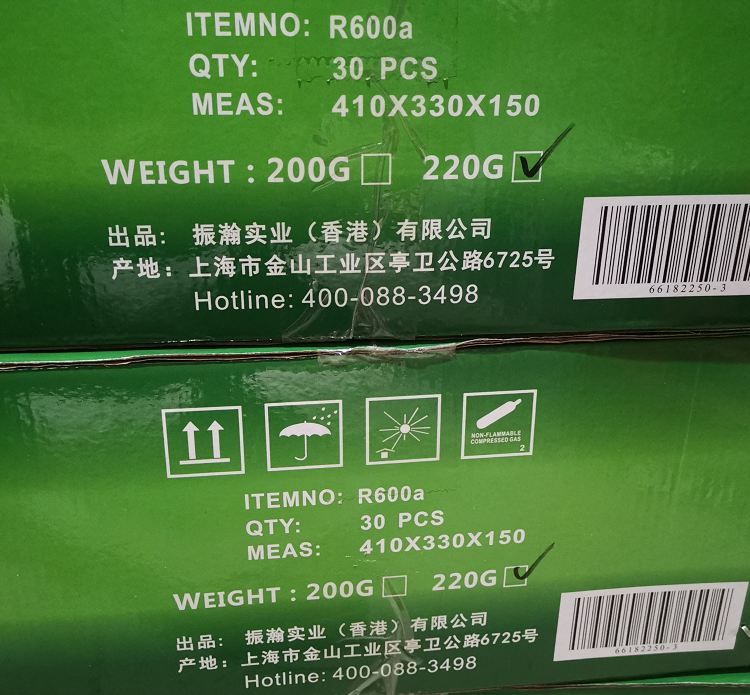 ITEMNO: R600a
QTY: 30 PCS
MEAS: 410X330X150
WEIGHT : 200G 220G
出品: 振瀚实业（香港）有限公司
产地: 上海市金山工业区亭卫公路6725号
Hotline: 400-088-3498
66182250-3
NON-FLAMMABLE
COMPRESSED GAS
2
ITEMNO: R600a
QTY: 30 PCS
MEAS: 410X330X150
WEIGHT : 200G 220G
出品: 振瀚实业（香港）有限公司
产地: 上海市金山工业区亭卫公路6725号
Hotline: 400-088-3498
66182250-3